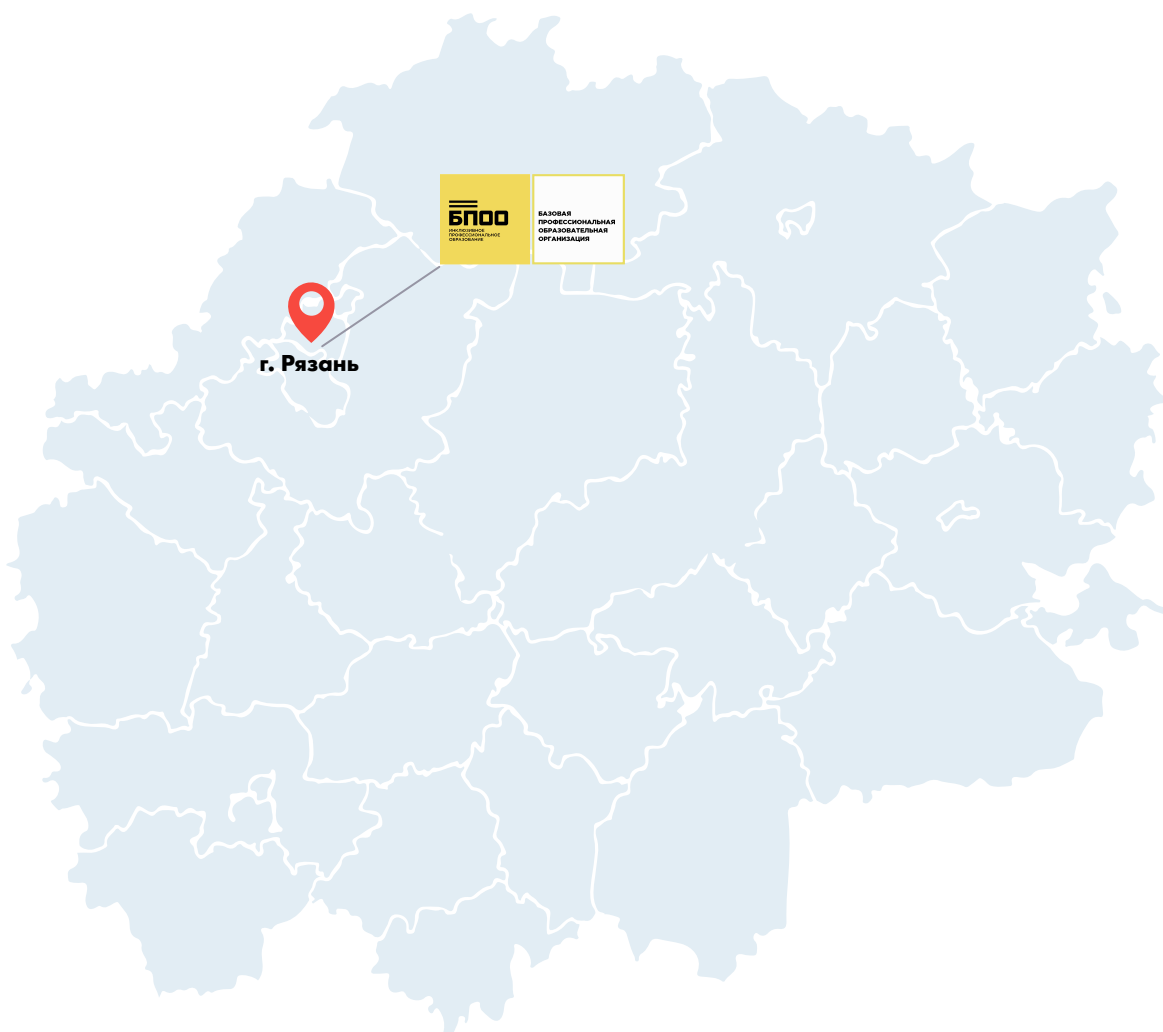 БПОО
ИНКЛЮЗИВНОЕ
ПРОФЕССИОНАЛЬНОЕ
ОБРАЗОВАНИЕ
БАЗОВАЯ
ПРОФЕССИОНАЛЬНАЯ
ОБРАЗОВАТЕЛЬНАЯ
ОРГАНИЗАЦИЯ
г. Рязань